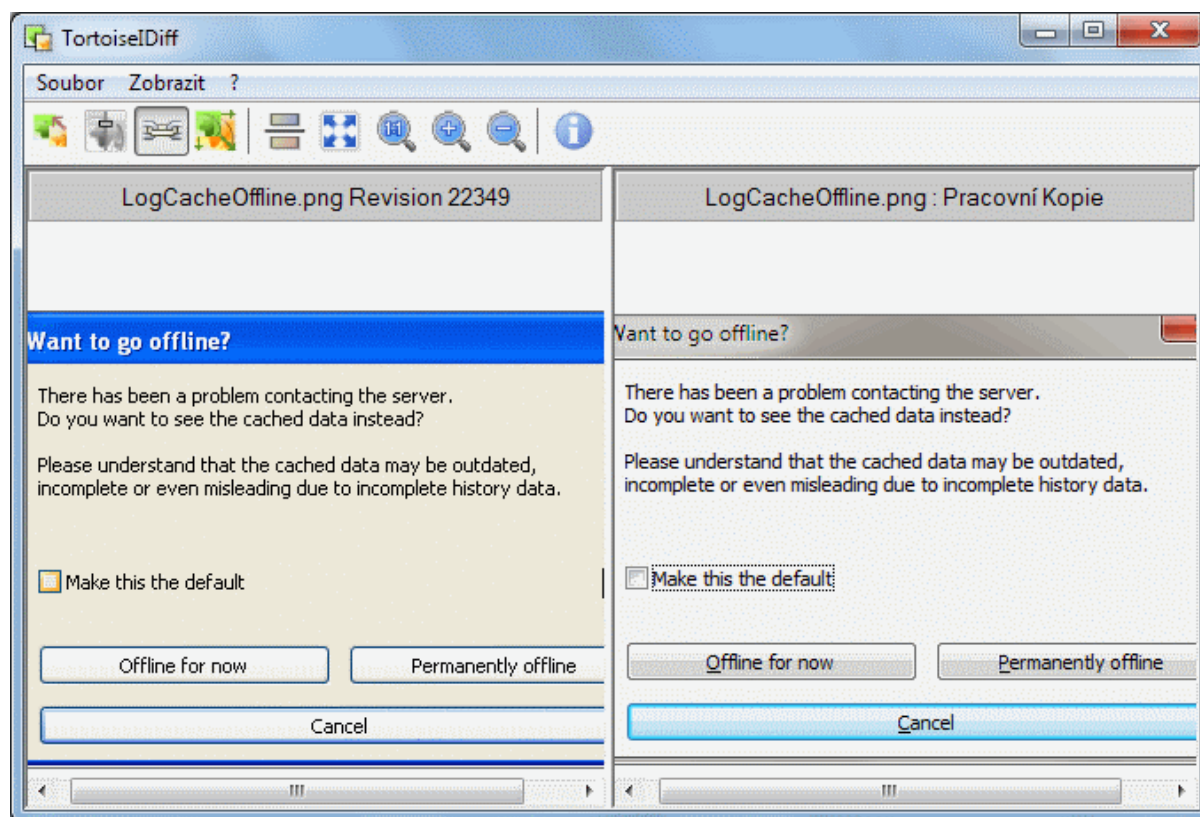 TortoiseIDiff
Soubor Zobrazit ?
1:1
LogCacheOffline.png Revision 22349
Want to go offline?
There has been a problem contacting the server.
Do you want to see the cached data instead?
Please understand that the cached data may be outdated,
incomplete or even misleading due to incomplete history data.
Make this the default
Offline for now
Permanently offline
Cancel
LogCacheOffline.png : Pracovní Kopie
Want to go offline?
There has been a problem contacting the server.
Do you want to see the cached data instead?
Please understand that the cached data may be outdated,
incomplete or even misleading due to incomplete history data.
Make this the default
Offline for now
Permanently offline
Cancel